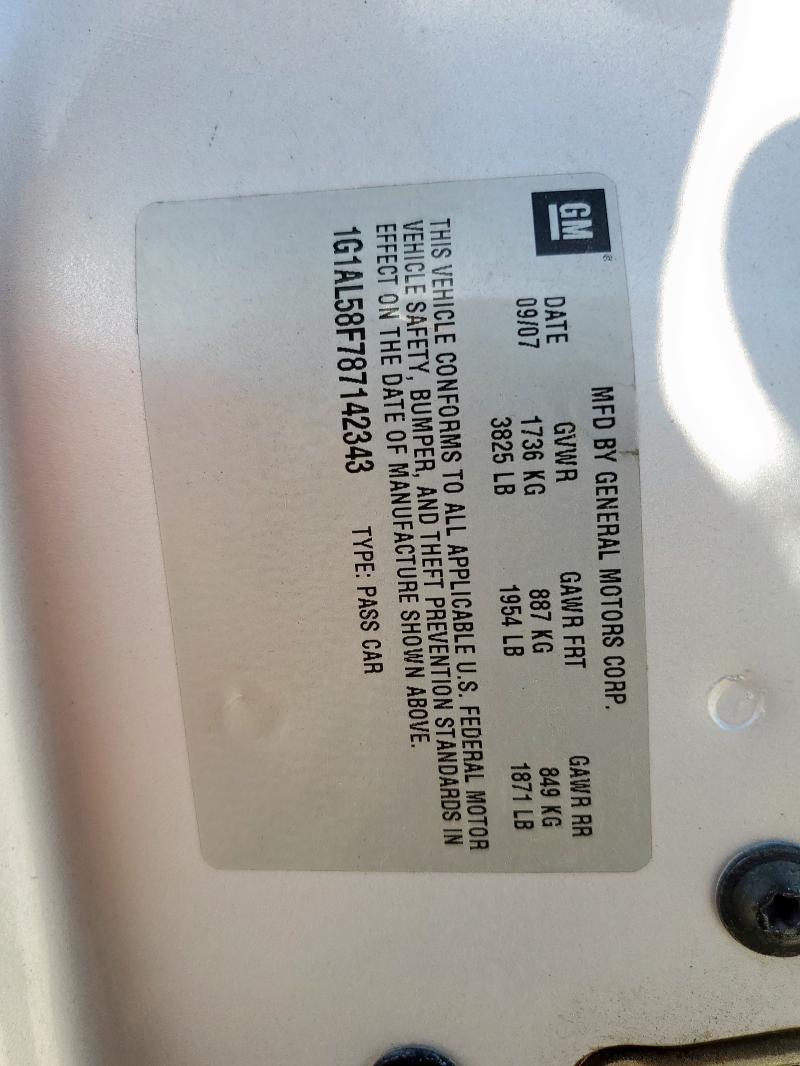 GM®
MFD BY GENERAL MOTORS CORP.
DATE GVWR GAWR FRT GAWR RR
09/07 1736 KG 887 KG 849 KG
3825 LB 1954 LB 1871 LB
THIS VEHICLE CONFORMS TO ALL APPLICABLE U.S. FEDERAL MOTOR
VEHICLE SAFETY, BUMPER, AND THEFT PREVENTION STANDARDS IN
EFFECT ON THE DATE OF MANUFACTURE SHOWN ABOVE.
1G1AL58F787142343 TYPE: PASS CAR